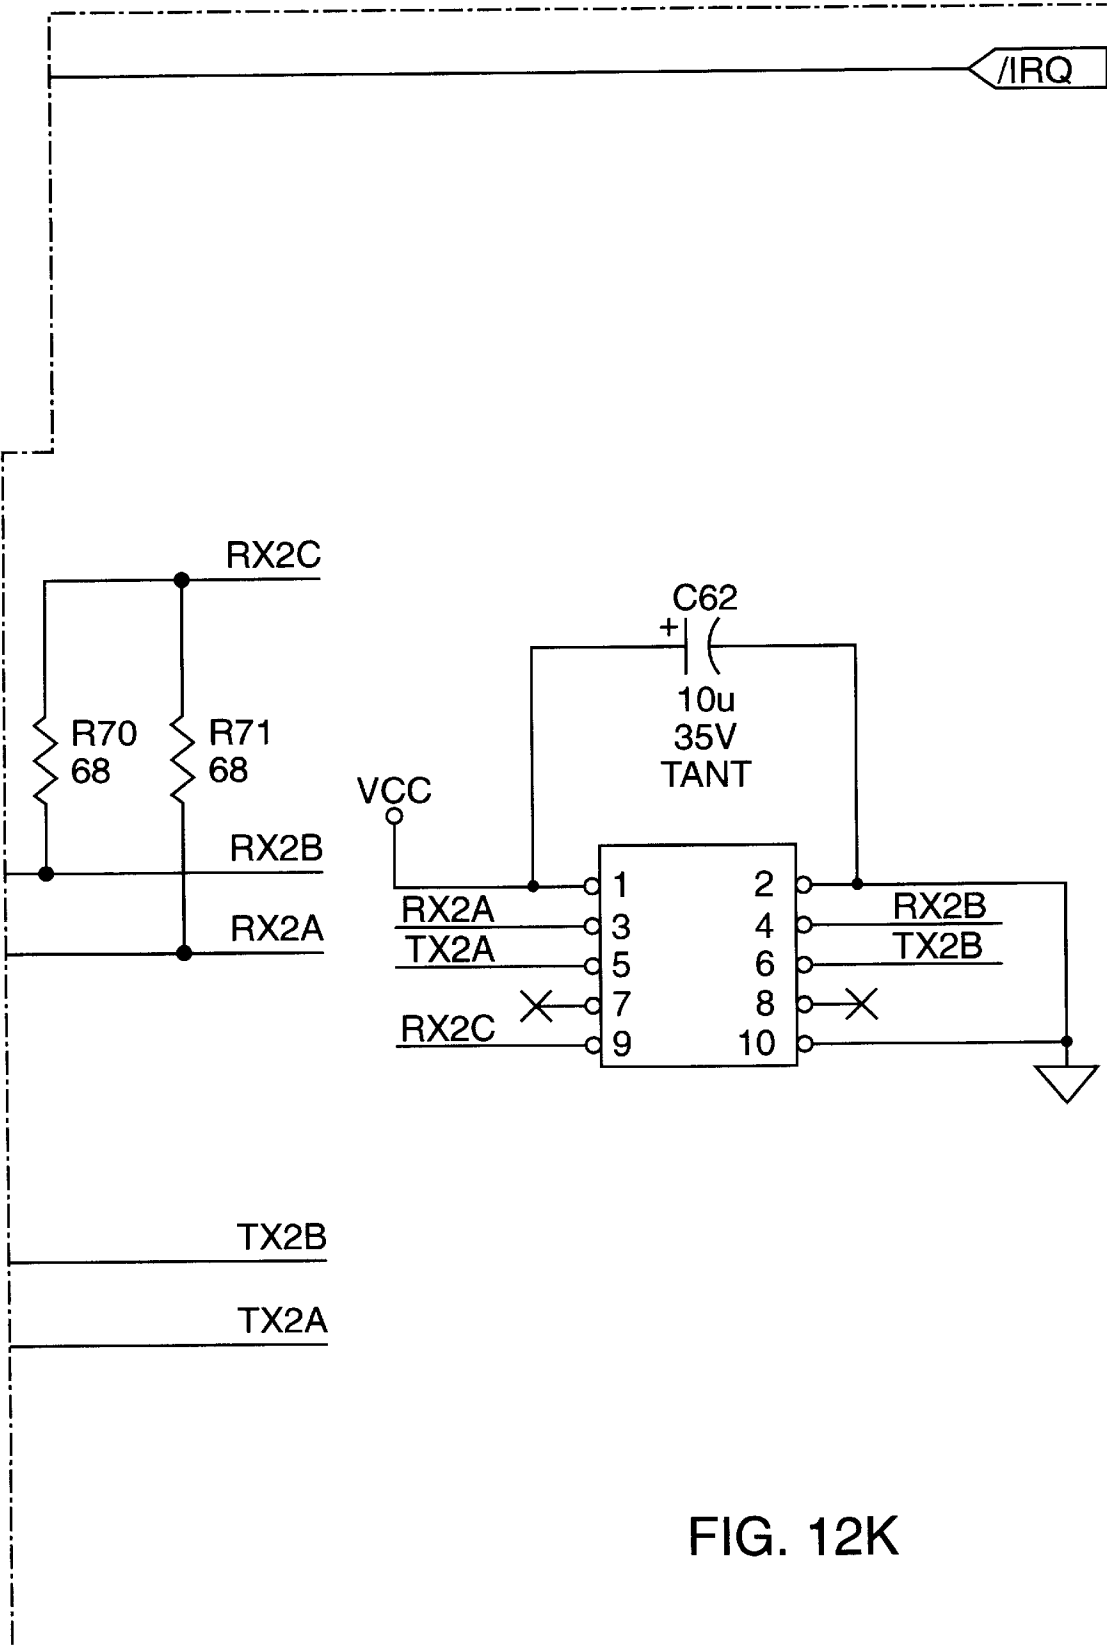 /IRQ
RX2C
C62
+
10u
35V
TANT
R70
68
R71
68
VCC
RX2B
RX2A
1
2
RX2A
3
4
RX2B
TX2A
5
6
TX2B
7
8
RX2C
9
10
TX2B
TX2A
FIG. 12K